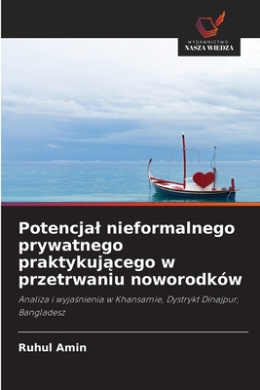 WYDAWNICTWO
NASZA WIEDZA
Potencjał nieformalnego
prywatnego
praktykującego w
przetrwaniu noworodków
Analiza i wyjaśnienia w Khansamie, Dystrykt Dinajpur,
Bangladesz
Ruhul Amin